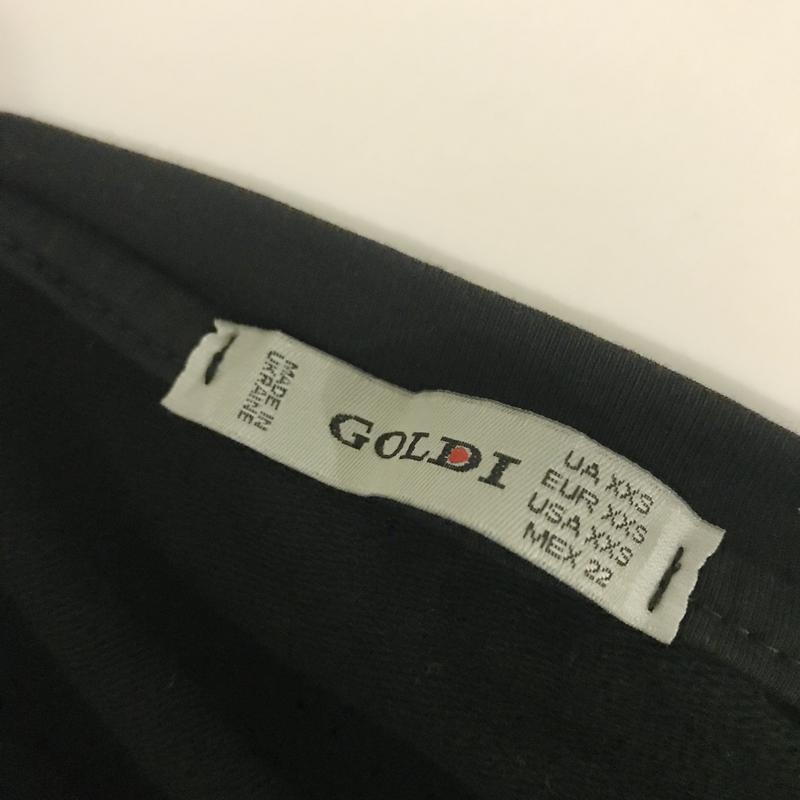 MADE IN
UKRAINE
GOLDI
UA XXS
EUR XXS
USA XXS
MEX 22